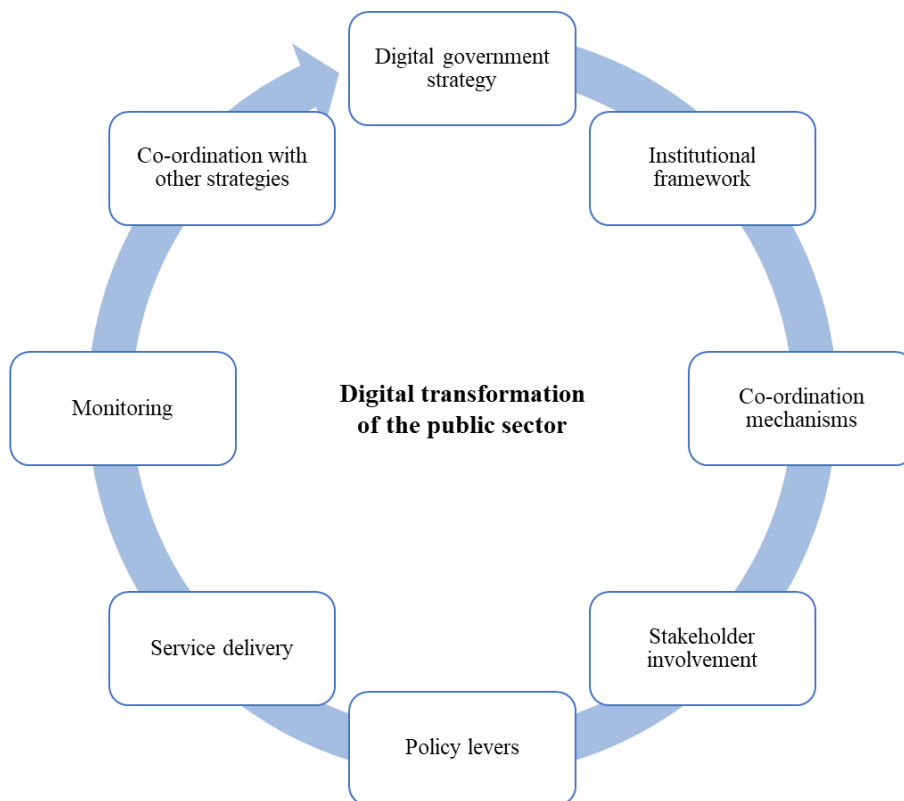 Digital government
strategy
Institutional
framework
Co-ordination
mechanisms
Stakeholder
involvement
Policy levers
Service delivery
Monitoring
Co-ordination with
other strategies
Digital transformation
of the public sector